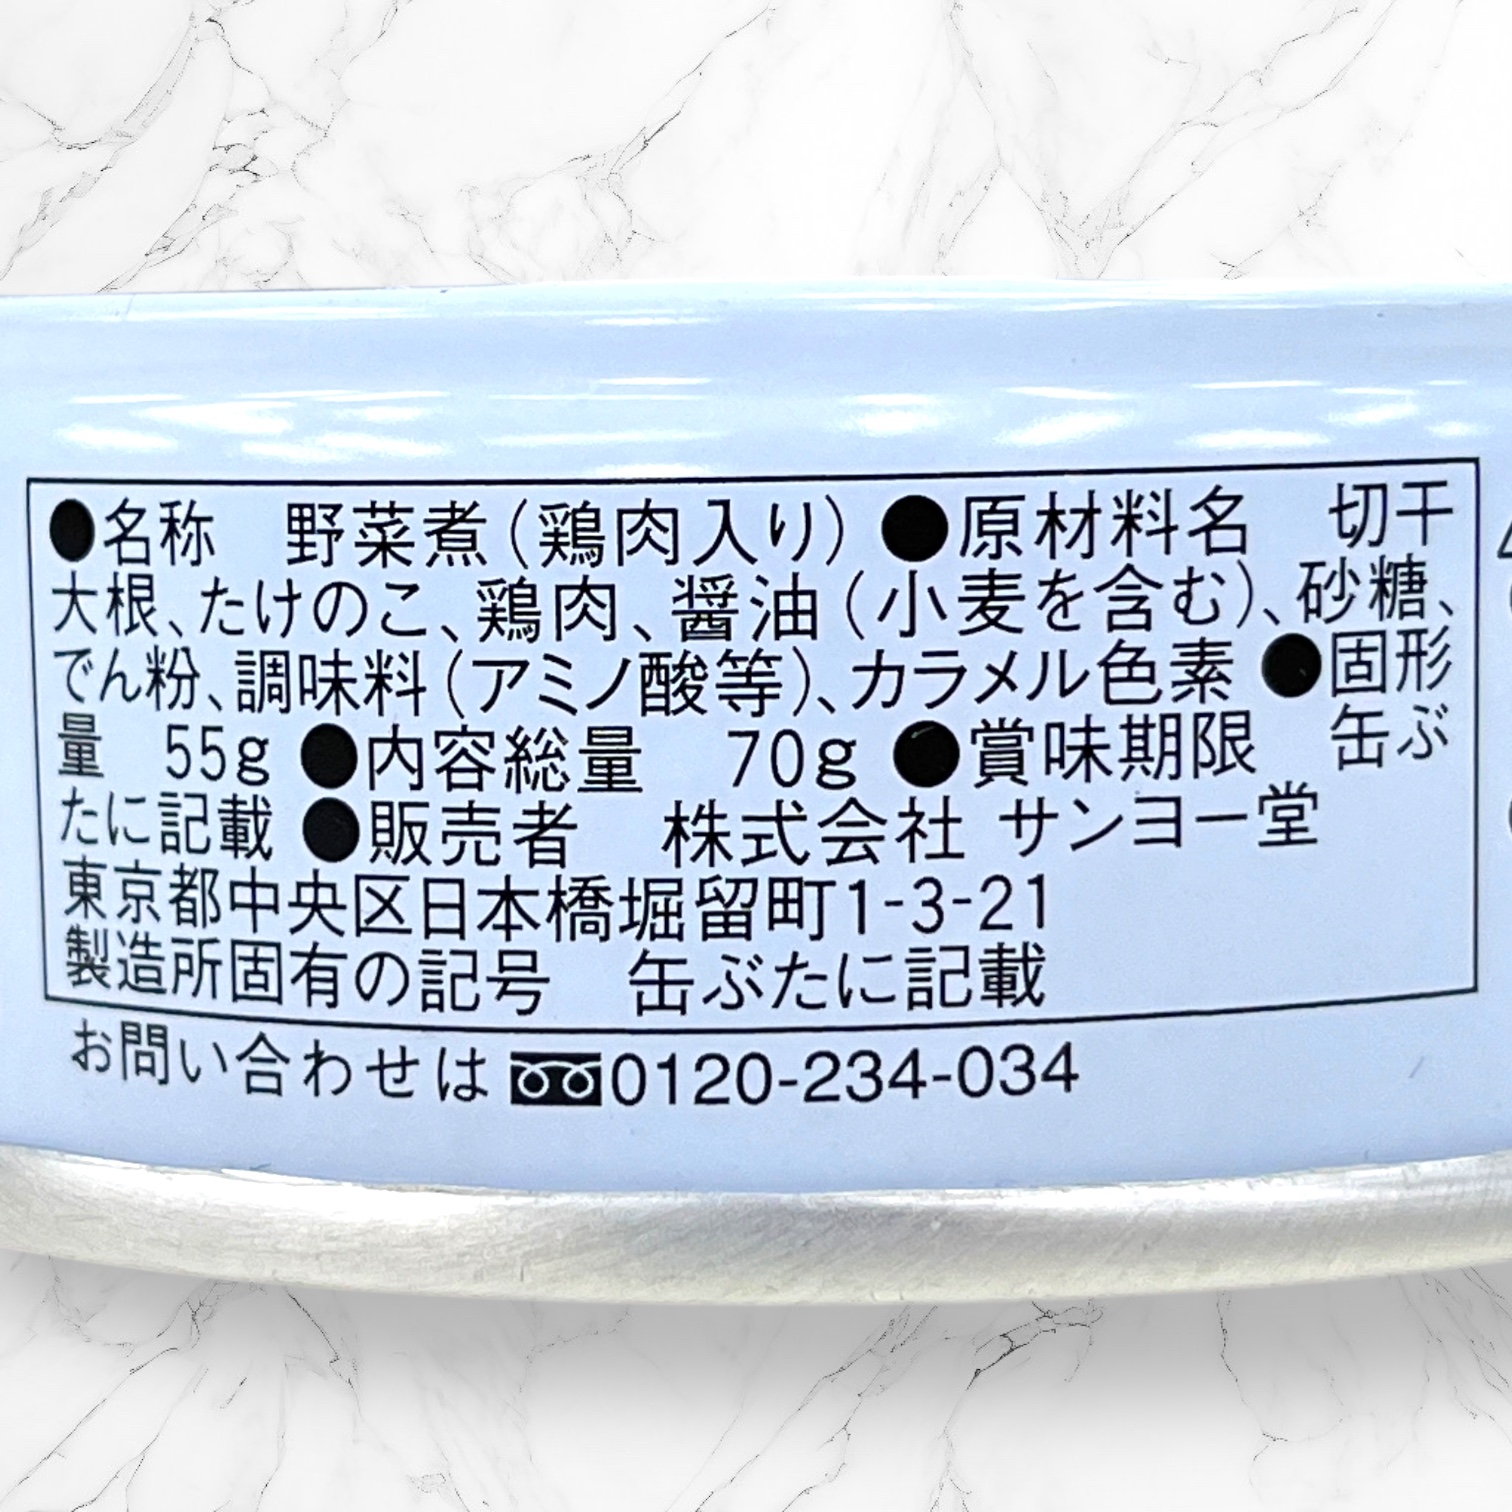 ●名称　野菜煮(鶏肉入り) ●原材料名　切干
大根、たけのこ、鶏肉、醤油(小麦を含む)、砂糖、
でん粉、調味料(アミノ酸等)、カラメル色素 ●固形
量　55g ●内容総量　70g ●賞味期限　缶ぶ
たに記載 ●販売者　株式会社 サンヨー堂
東京都中央区日本橋堀留町1-3-21
製造所固有の記号　缶ぶたに記載
お問い合わせは 0120-234-034